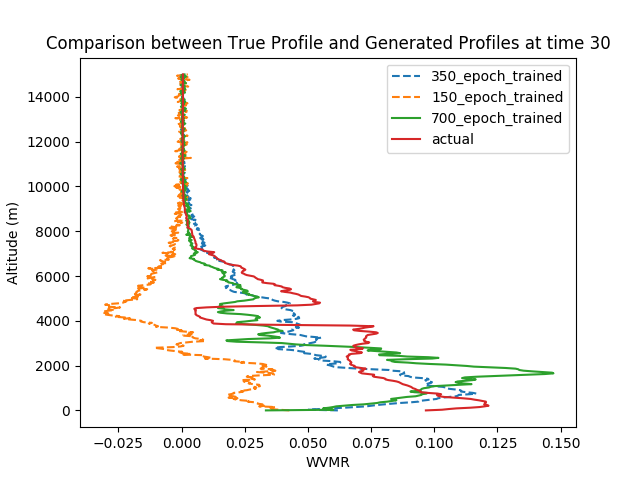 Comparison between True Profile and Generated Profiles at time 30
350_epoch_trained
150_epoch_trained
700_epoch_trained
actual
Altitude (m)
14000
12000
10000
8000
6000
4000
2000
0
−0.025 0.000 0.025 0.050 0.075 0.100 0.125 0.150
WVMR